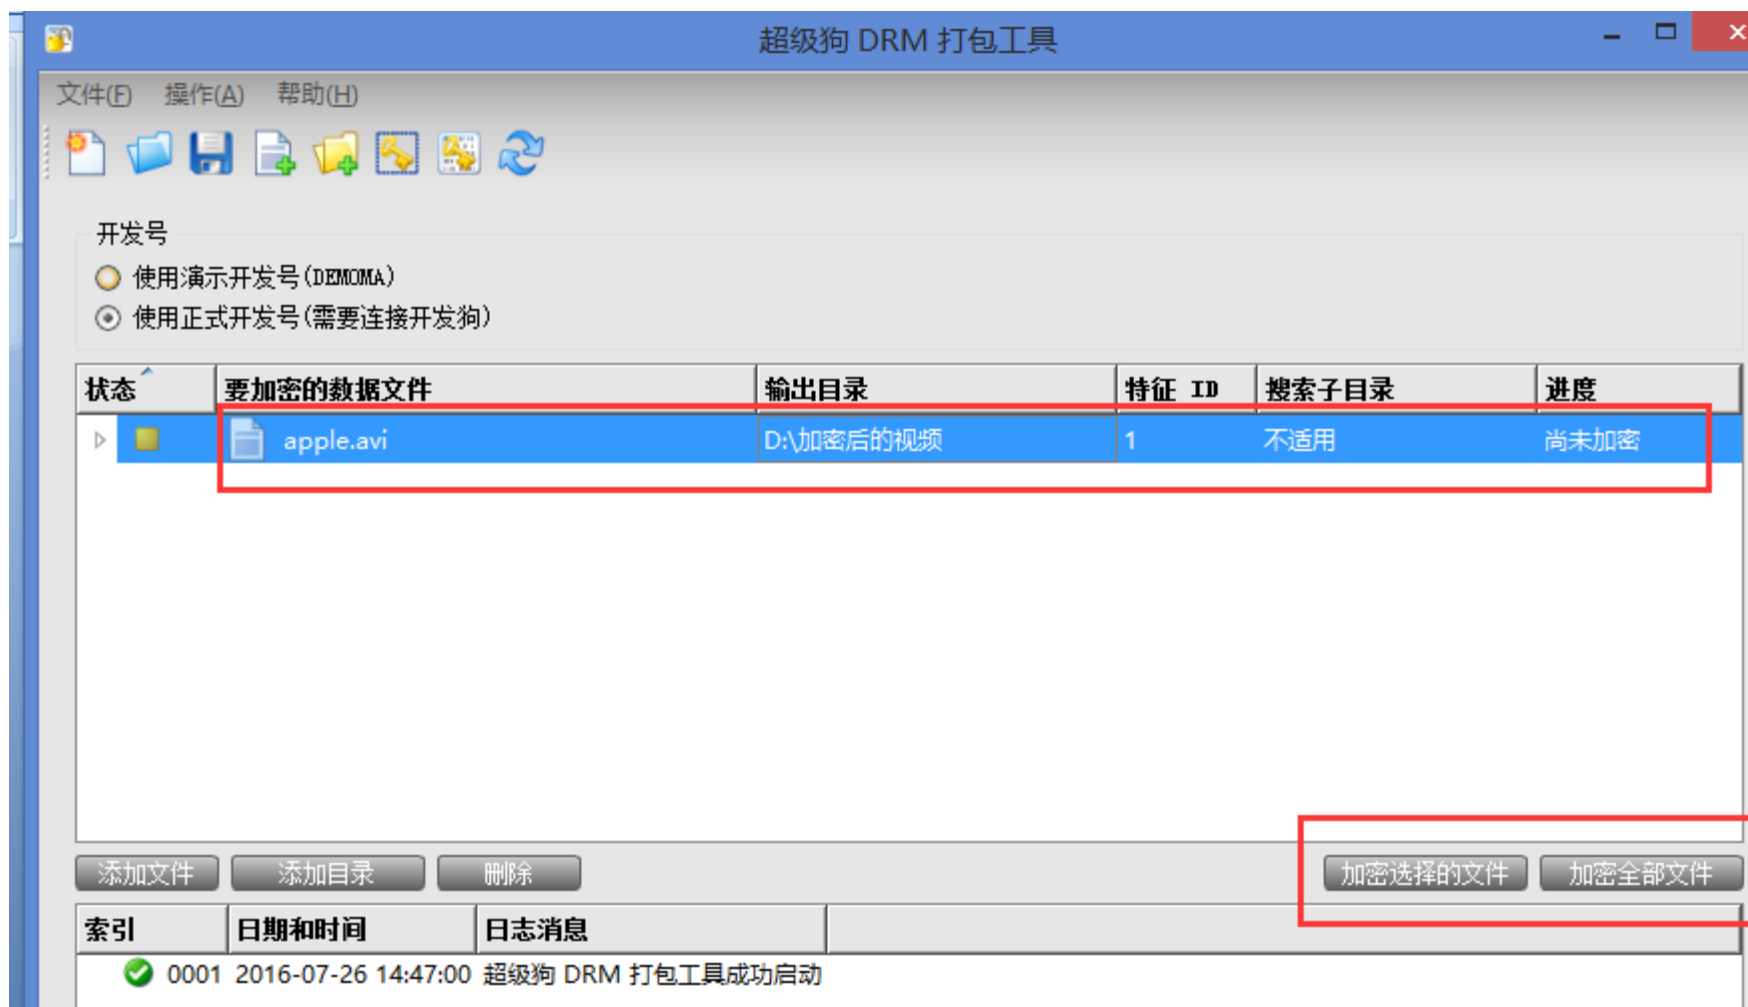 超级狗 DRM 打包工具
文件(F) 操作(A) 帮助(H)
开发号
使用演示开发号(DEMOMA)
使用正式开发号(需要连接开发狗)
状态 要加密的数据文件 输出目录 特征 ID 搜索子目录 进度
apple.avi D:\加密后的视频 1 不适用 尚未加密
添加文件 添加目录 删除 加密选择的文件 加密全部文件
索引 日期和时间 日志消息
0001 2016-07-26 14:47:00 超级狗 DRM 打包工具成功启动